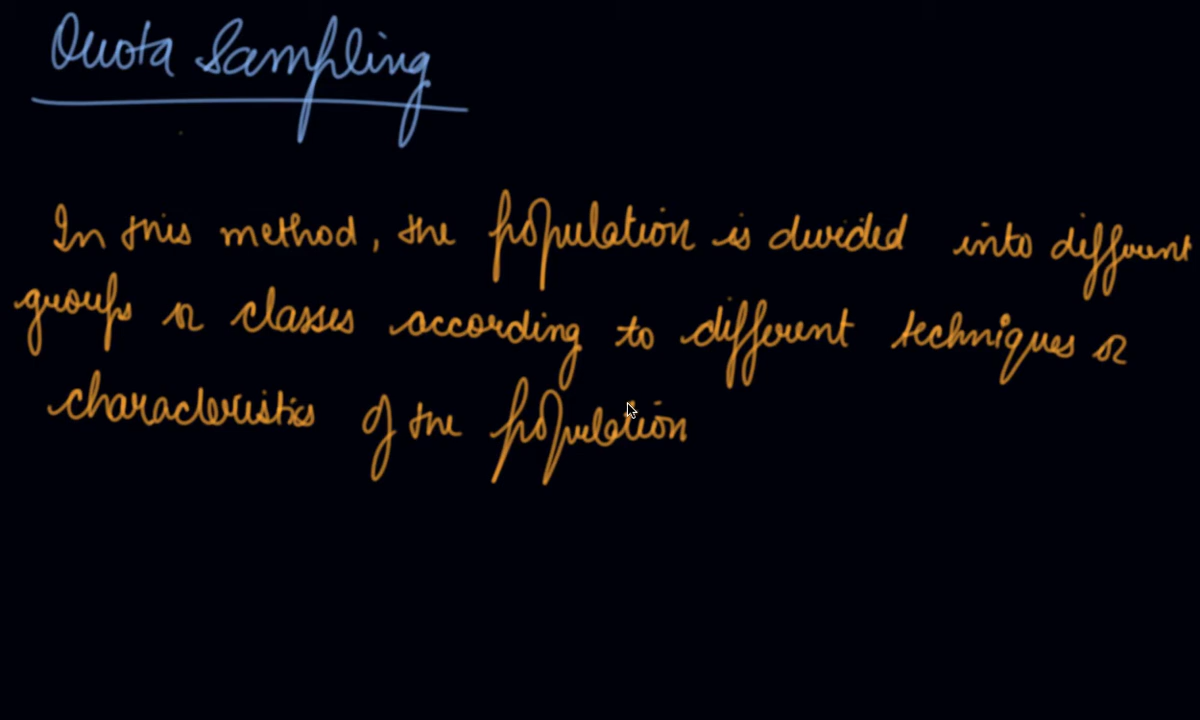 Quota Sampling
In this method, the population is divided into different
groups or classes according to different techniques or
characteristics of the population